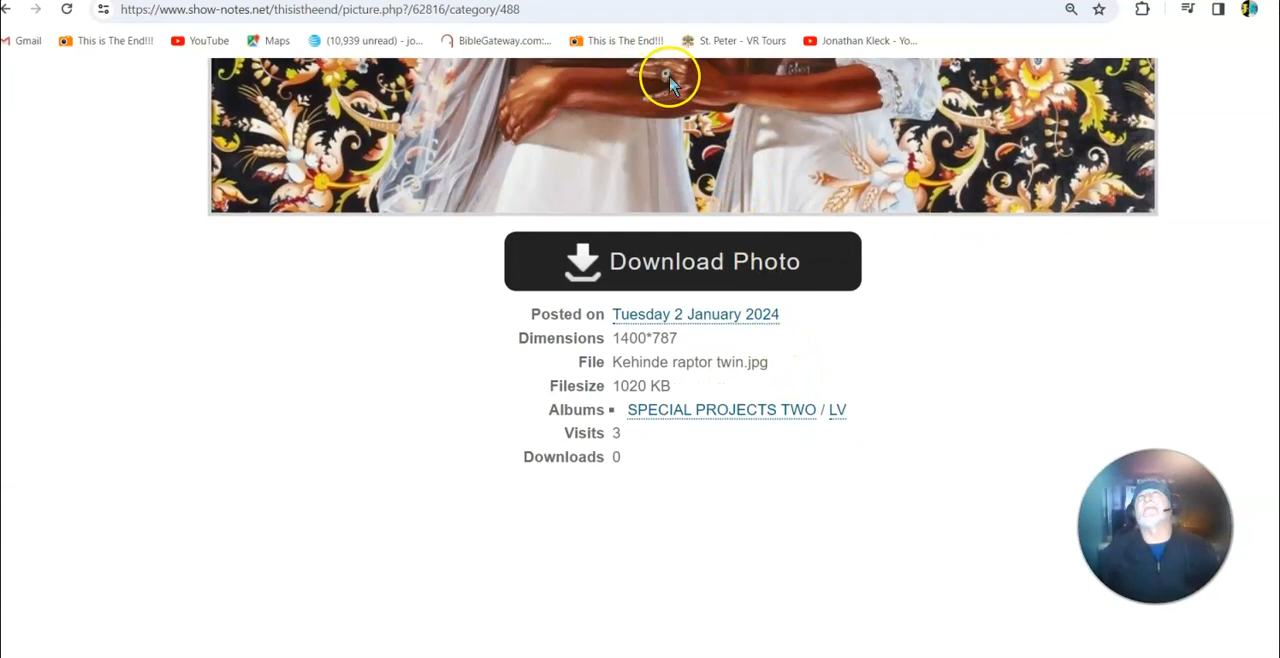 https://www.show-notes.net/thisistheend/picture.php?/62816/category/488
Gmail This is The End!!! YouTube Maps (10,939 unread) - jo... BibleGateway.com:... This is The End!!! St. Peter - VR Tours Jonathan Kleck - Yo...
Download Photo
Posted on Tuesday 2 January 2024
Dimensions 1400*787
File Kehinde raptor twin.jpg
Filesize 1020 KB
Albums ▪ SPECIAL PROJECTS TWO / LV
Visits 3
Downloads 0